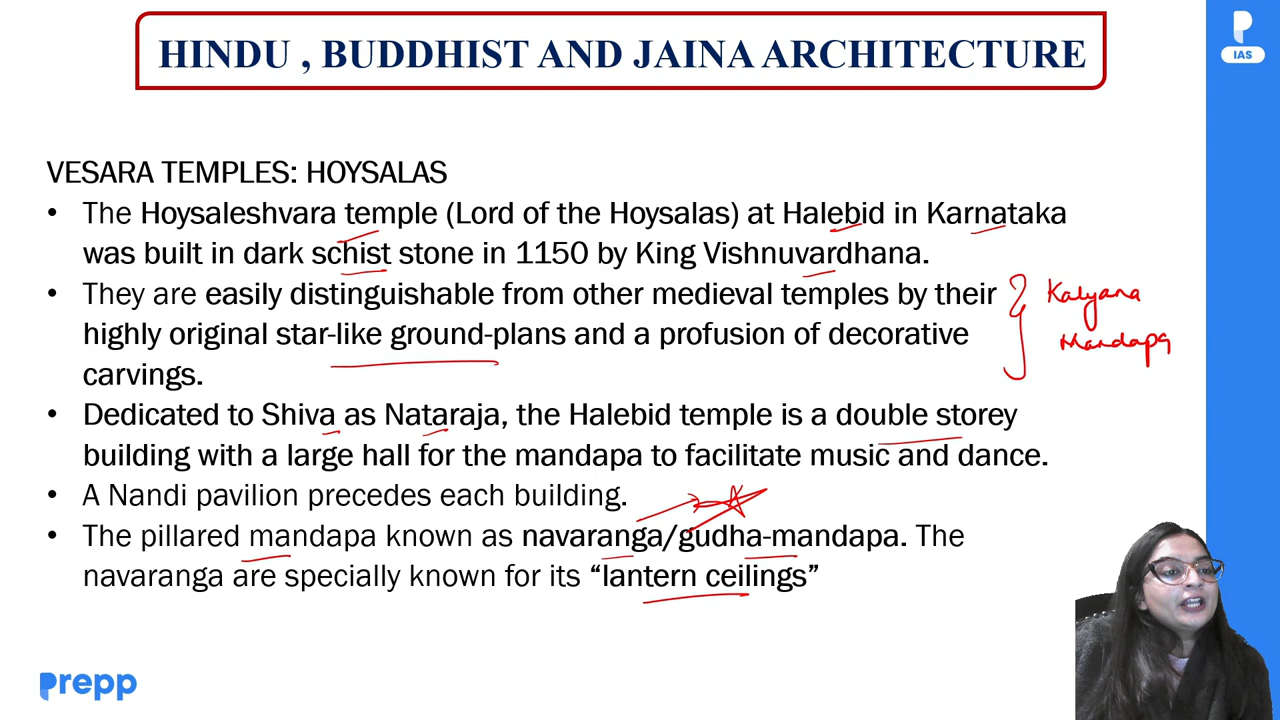 HINDU , BUDDHIST AND JAINA ARCHITECTURE
IAS
VESARA TEMPLES: HOYSALAS
• The Hoysaleshvara temple (Lord of the Hoysalas) at Halebid in Karnataka
was built in dark schist stone in 1150 by King Vishnuvardhana.
• They are easily distinguishable from other medieval temples by their
highly original star-like ground-plans and a profusion of decorative
carvings.
Kalyana
Mandapa
• Dedicated to Shiva as Nataraja, the Halebid temple is a double storey
building with a large hall for the mandapa to facilitate music and dance.
• A Nandi pavilion precedes each building.
• The pillared mandapa known as navaranga/gudha-mandapa. The
navaranga are specially known for its “lantern ceilings”
prepp